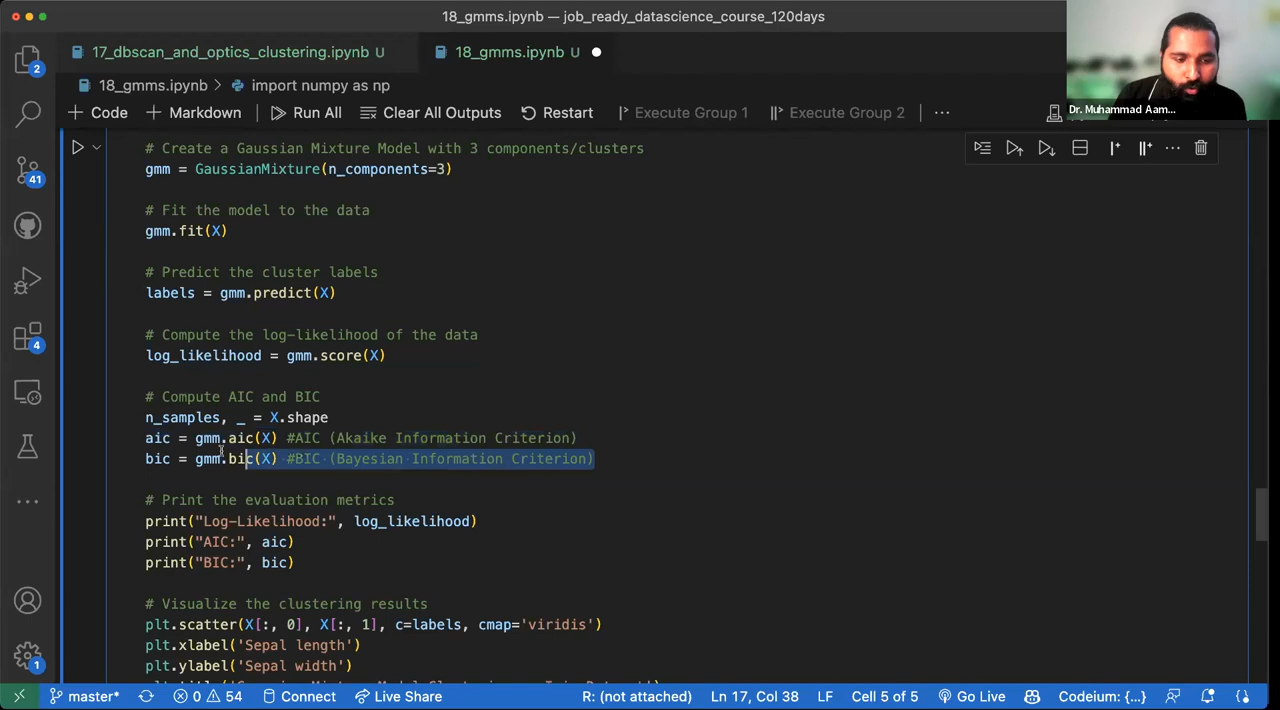 18_gmms.ipynb — job_ready_datascience_course_120days
17_dbscan_and_optics_clustering.ipynb U
18_gmms.ipynb U
18_gmms.ipynb > import numpy as np
Dr. Muhammad Aam...
+ Code + Markdown Run All Clear All Outputs Restart Execute Group 1 Execute Group 2 ...
# Create a Gaussian Mixture Model with 3 components/clusters
gmm = GaussianMixture(n_components=3)
# Fit the model to the data
gmm.fit(X)
# Predict the cluster labels
labels = gmm.predict(X)
# Compute the log-likelihood of the data
log_likelihood = gmm.score(X)
# Compute AIC and BIC
n_samples, _ = X.shape
aic = gmm.aic(X) #AIC (Akaike Information Criterion)
bic = gmm.bic(X) #BIC (Bayesian Information Criterion)
# Print the evaluation metrics
print("Log-Likelihood:", log_likelihood)
print("AIC:", aic)
print("BIC:", bic)
# Visualize the clustering results
plt.scatter(X[:, 0], X[:, 1], c=labels, cmap='viridis')
plt.xlabel('Sepal length')
plt.ylabel('Sepal width')
2
41
4
1
master* 0 54 Connect Live Share R: (not attached) Ln 17, Col 38 LF Cell 5 of 5 Go Live Codeium: {...}